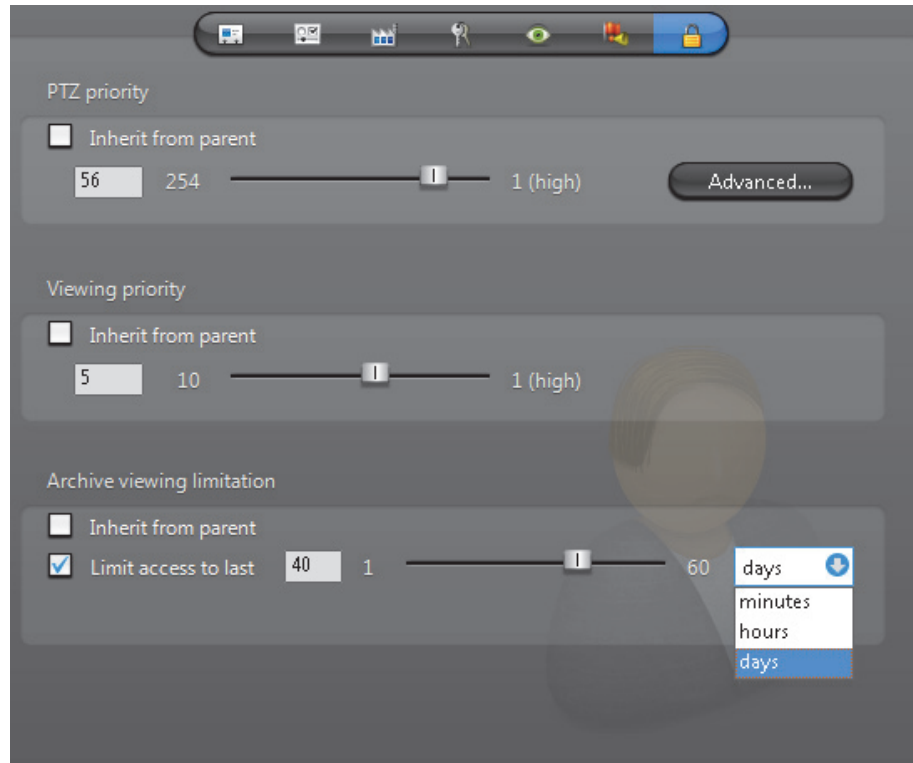 PTZ priority
Inherit from parent
56 254 1 (high) Advanced...
Viewing priority
Inherit from parent
5 10 1 (high)
Archive viewing limitation
Inherit from parent
Limit access to last 40 1 60 days
minutes
hours
days